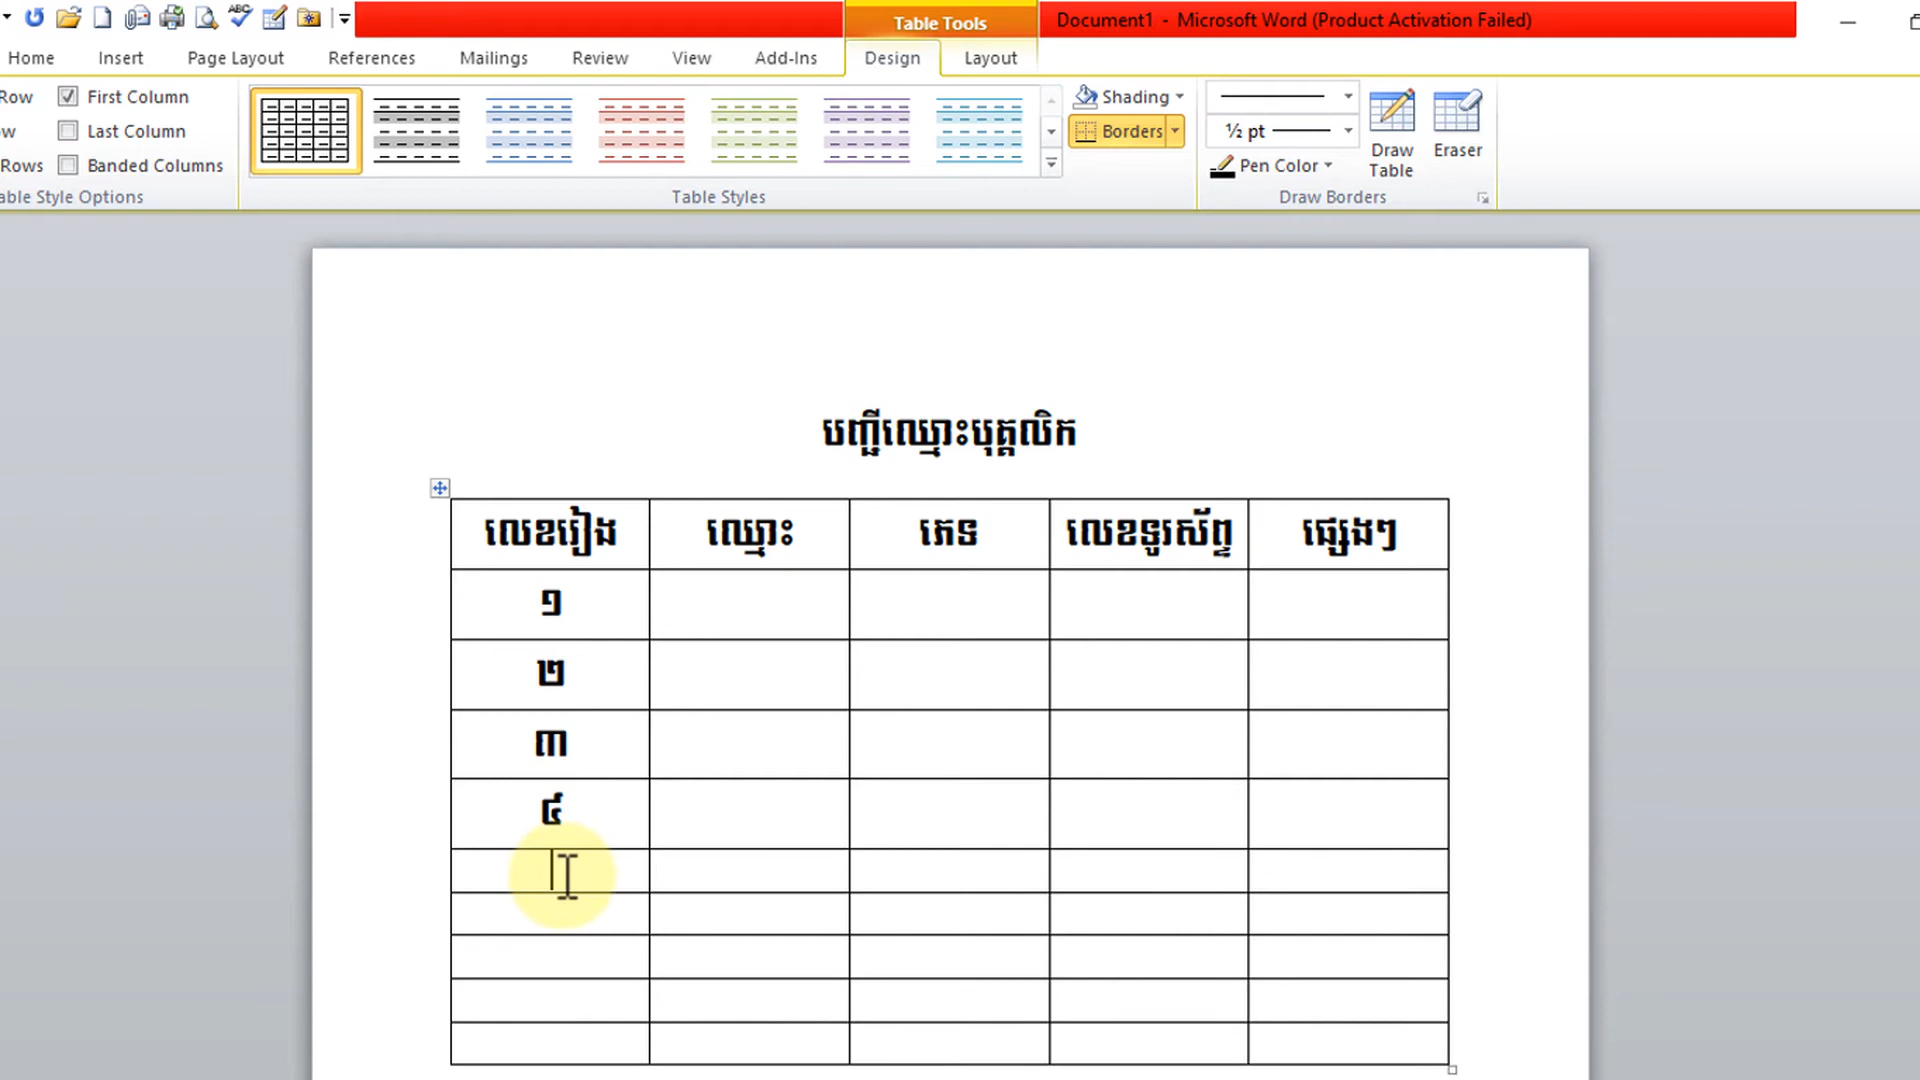 Table Tools
Document1 - Microsoft Word (Product Activation Failed)
Home Insert Page Layout References Mailings Review View Add-Ins Design Layout
Row First Column
w Last Column
Rows Banded Columns
able Style Options
Table Styles
Shading
Borders
½ pt
Pen Color
Draw Table
Eraser
Draw Borders
បញ្ជីឈ្មោះបុគ្គលិក
លេខរៀង ឈ្មោះ ភេទ លេខទូរស័ព្ទ ផ្សេងៗ
១
២
៣
៤